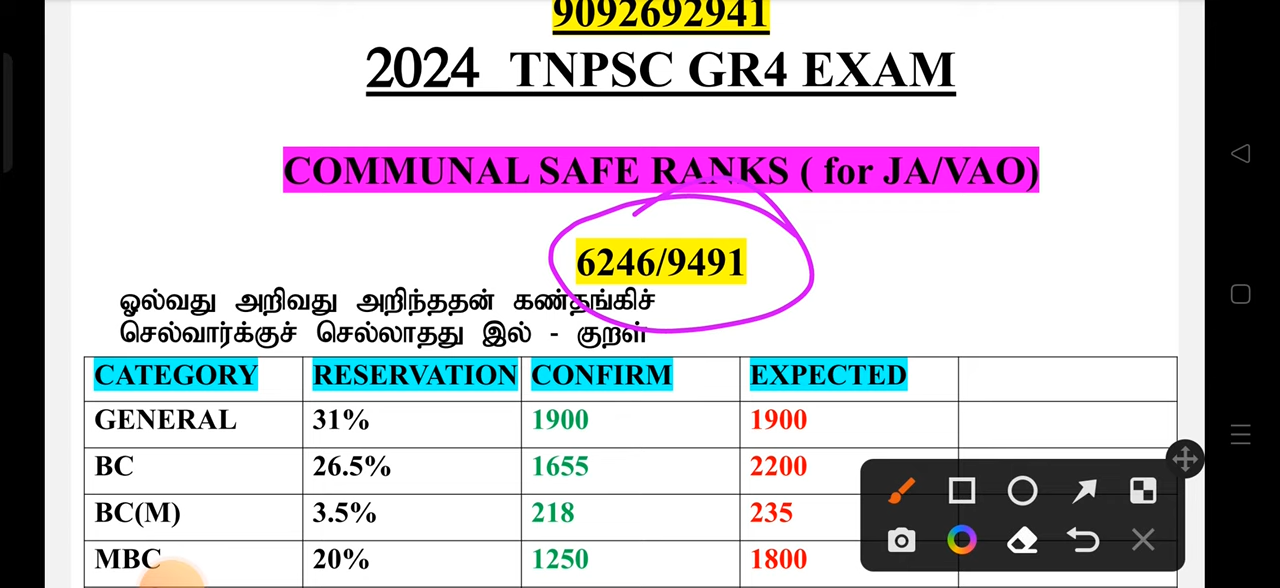 9092692941
2024 TNPSC GR4 EXAM
COMMUNAL SAFE RANKS ( for JA/VAO)
6246/9491
ஓல்வது அறிவது அறிந்ததன் கண்தங்கிச்
செல்வார்க்குச் செல்லாதது இல் - குறள்
CATEGORY RESERVATION CONFIRM EXPECTED
GENERAL 31% 1900 1900
BC 26.5% 1655 2200
BC(M) 3.5% 218 235
MBC 20% 1250 1800